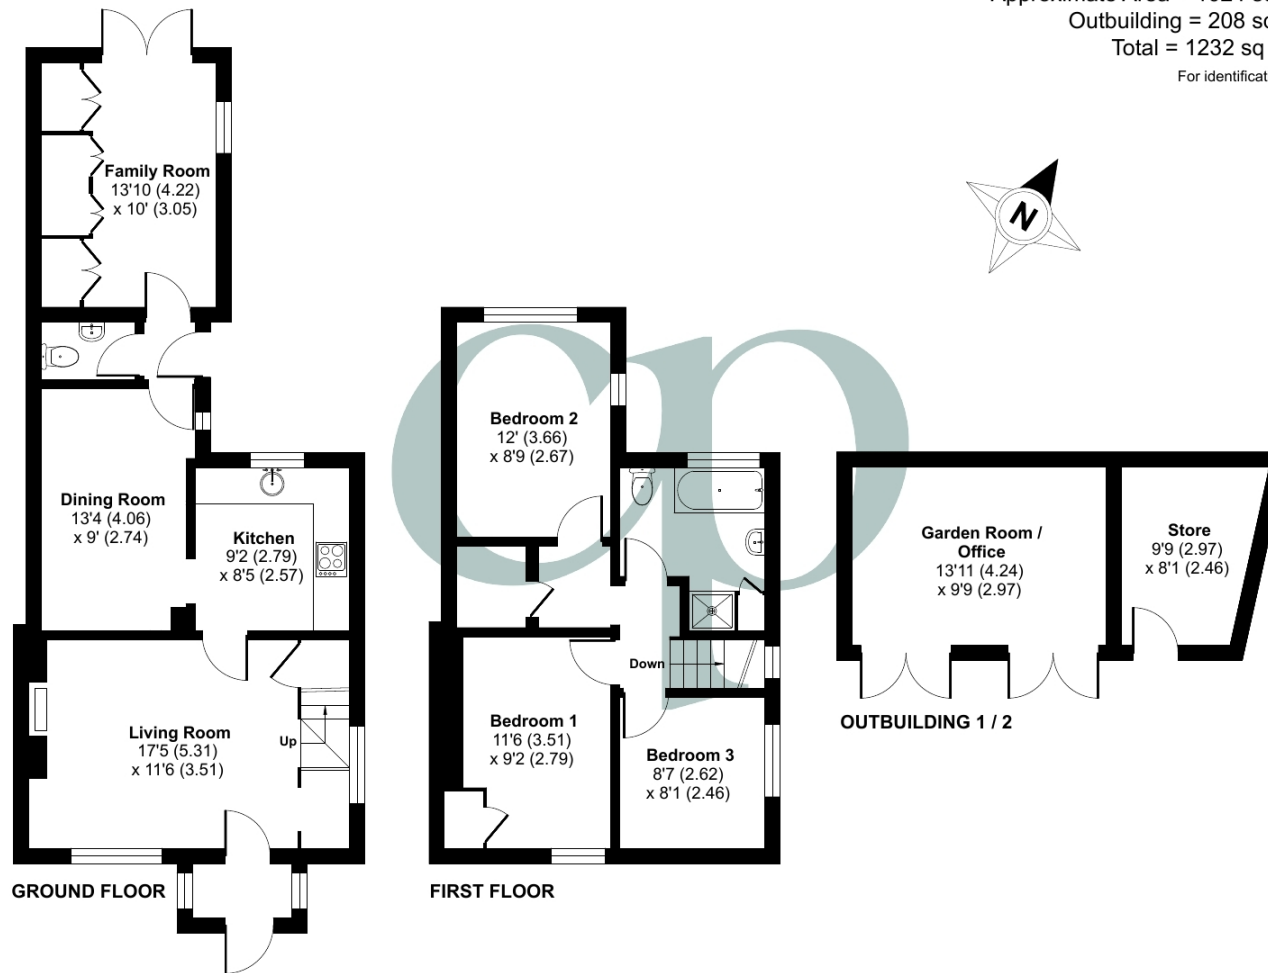 Outbuilding = 208
Total = 1232 sq
For
Family Room
13'10 (4.22)
x 10' (3.05)
N
Bedroom 2
12' (3.66)
x 8'9 (2.67)
Dining Room
13'4 (4.06)
x 9' (2.74)
Kitchen
9'2 (2.79)
x 8'5 (2.57)
Garden Room /
Office
13'11 (4.24)
x 9'9 (2.97)
Store
9'9 (2.97)
x 8'1 (2.46)
Down
Living Room
17'5 (5.31)
x 11'6 (3.51)
Up
Bedroom 1
11'6 (3.51)
x 9'2 (2.79)
Bedroom 3
8'7 (2.62)
x 8'1 (2.46)
OUTBUILDING 1 / 2
GROUND FLOOR
FIRST FLOOR
cp